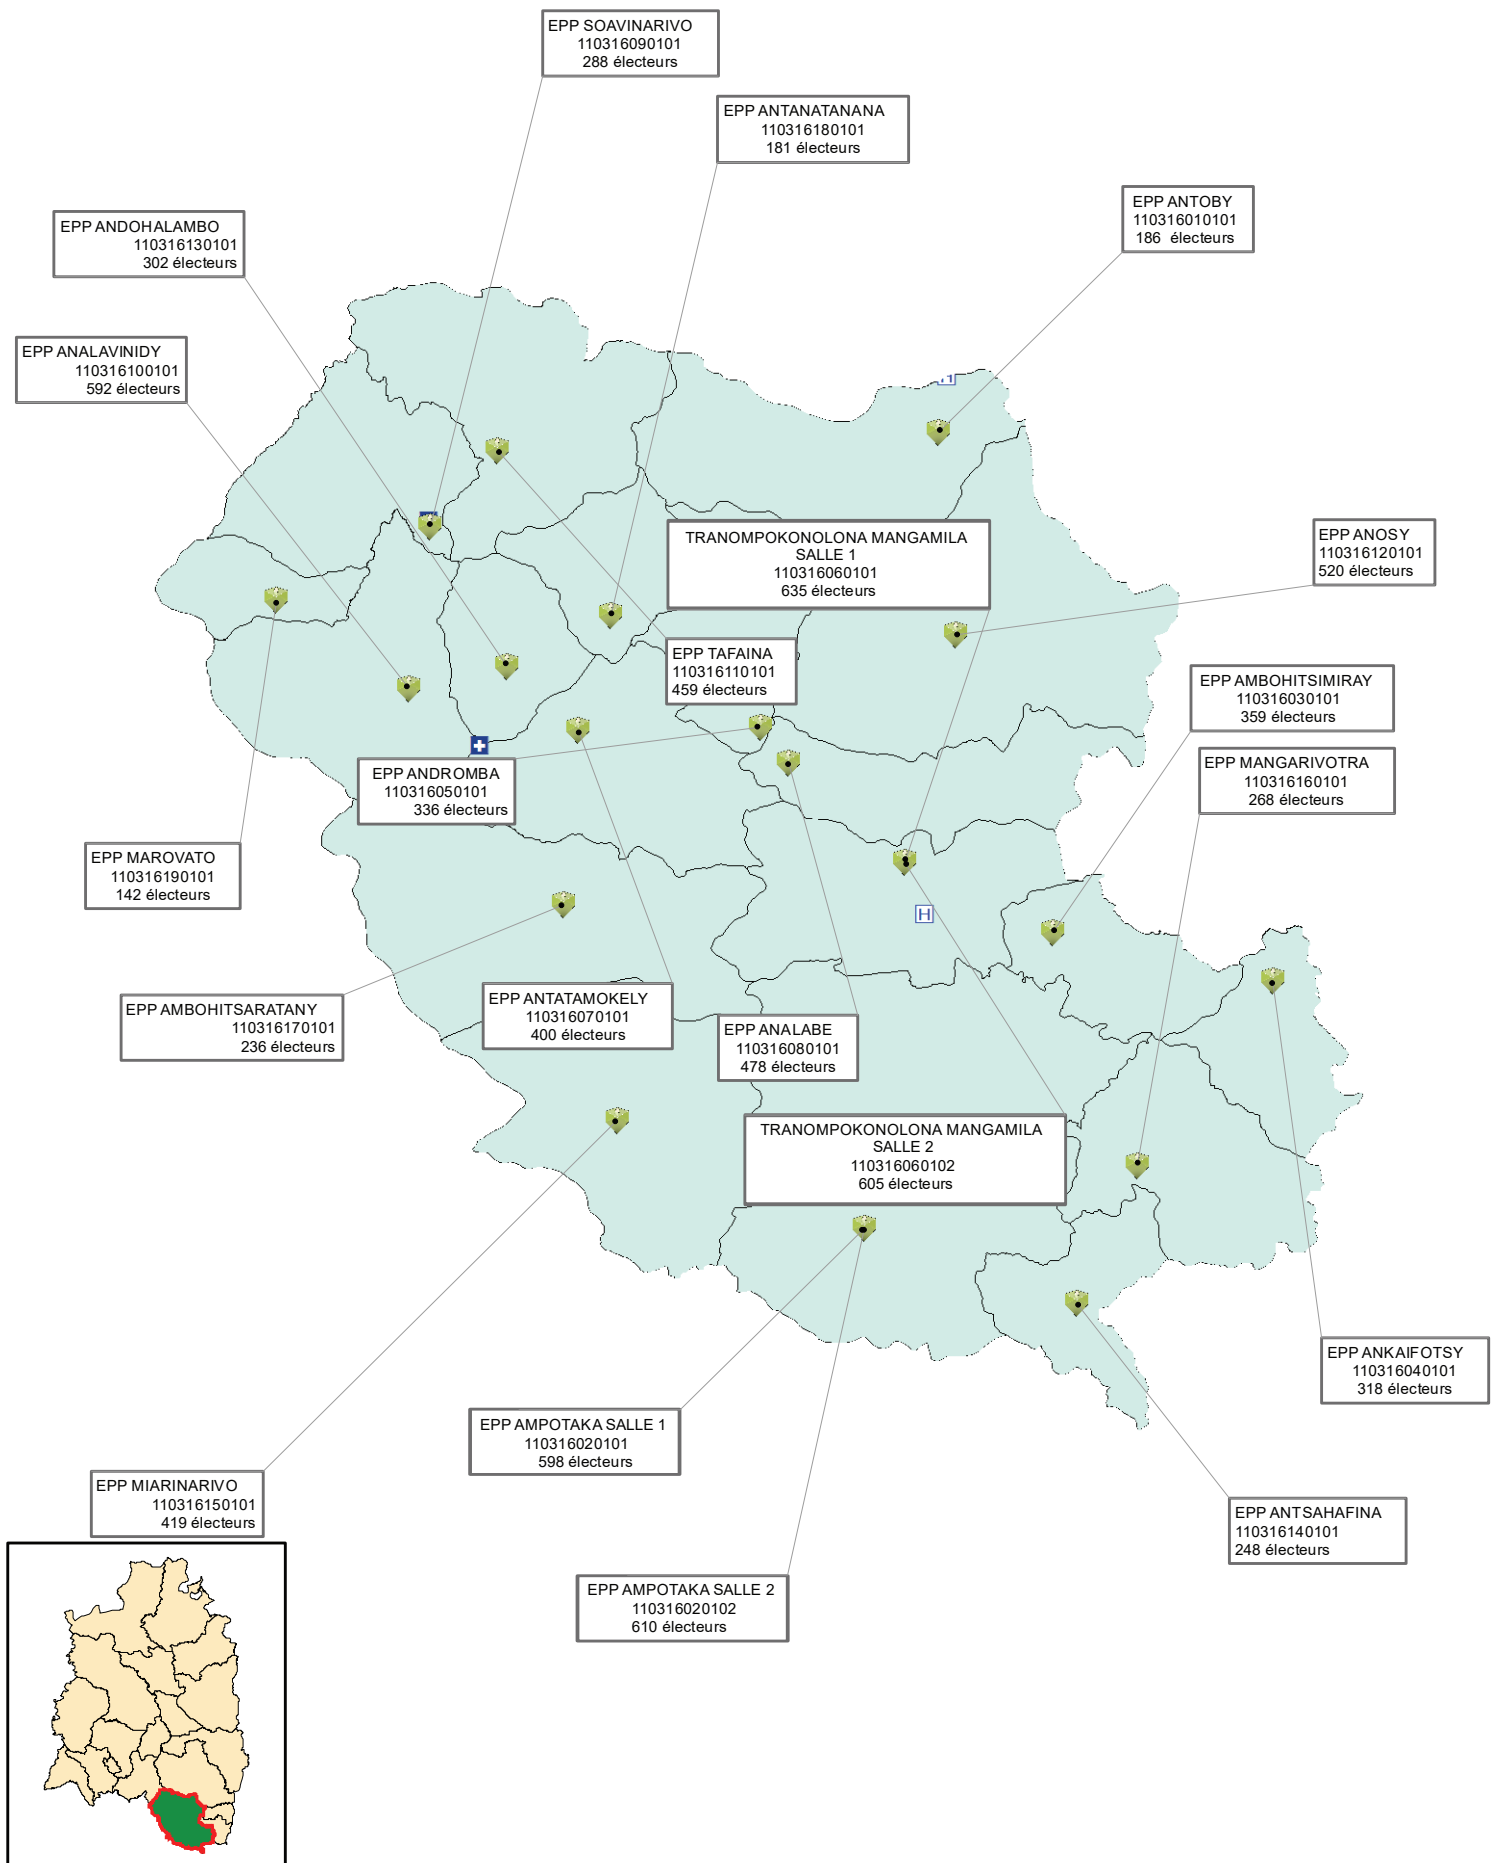 EPP SOAVINARIVO
110316090101
288 électeurs
EPP ANTANATANANA
110316180101
181 électeurs
EPP ANTOBY
110316010101
186 électeurs
EPP ANDOHALAMBO
110316130101
302 électeurs
EPP ANALAVINIDY
110316100101
592 électeurs
TRANOMPOKONOLONA MANGAMILA
SALLE 1
110316060101
635 électeurs
EPP ANOSY
110316120101
520 électeurs
EPP TAFAINA
110316110101
459 électeurs
EPP AMBOHITSIMIRAY
110316030101
359 électeurs
EPP MANGARIVOTRA
110316160101
268 électeurs
EPP ANDROMBA
110316050101
336 électeurs
EPP MAROVATO
110316190101
142 électeurs
H
EPP AMBOHITSARATANY
110316170101
236 électeurs
EPP ANTATAMOKELY
110316070101
400 électeurs
EPP ANALABE
110316080101
478 électeurs
TRANOMPOKONOLONA MANGAMILA
SALLE 2
110316060102
605 électeurs
EPP ANKAIFOTSY
110316040101
318 électeurs
EPP AMPOTAKA SALLE 1
110316020101
598 électeurs
EPP MIARINARIVO
110316150101
419 électeurs
EPP ANTSAHAFINA
110316140101
248 électeurs
EPP AMPOTAKA SALLE 2
110316020102
610 électeurs